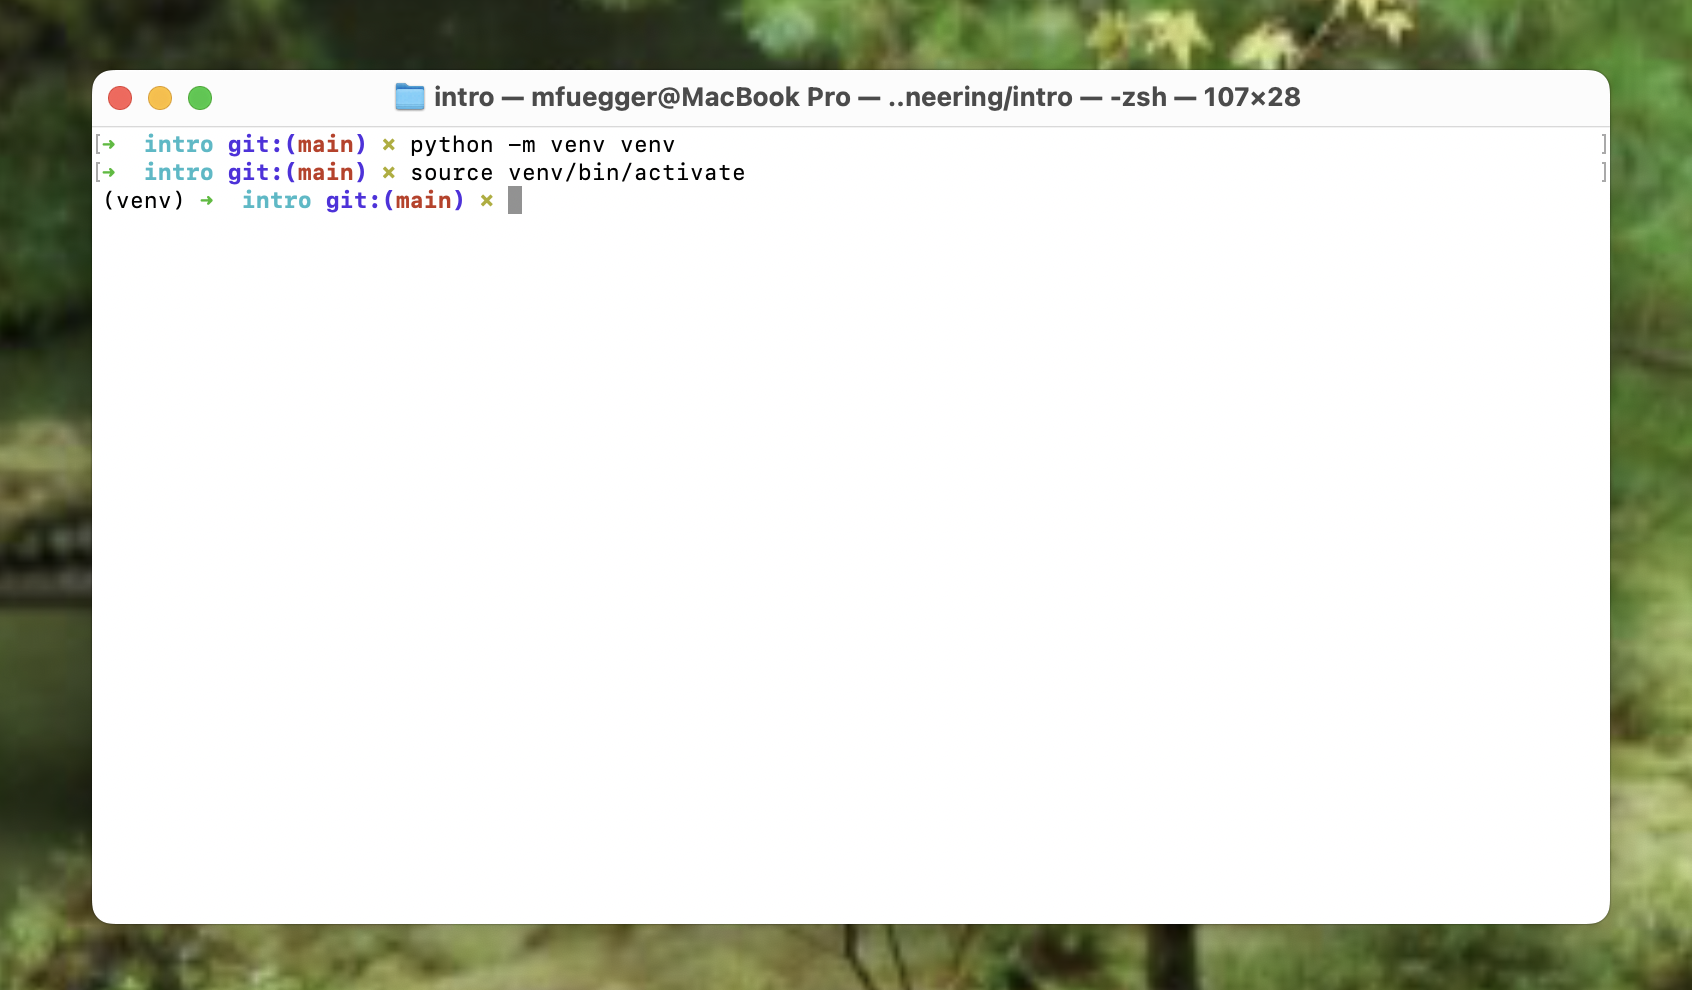 intro — mfuegger@MacBook Pro — ..neering/intro — -zsh — 107×28
[➜  intro git:(main) ✗ python -m venv venv ]
[➜  intro git:(main) ✗ source venv/bin/activate ]
(venv) ➜  intro git:(main) ✗